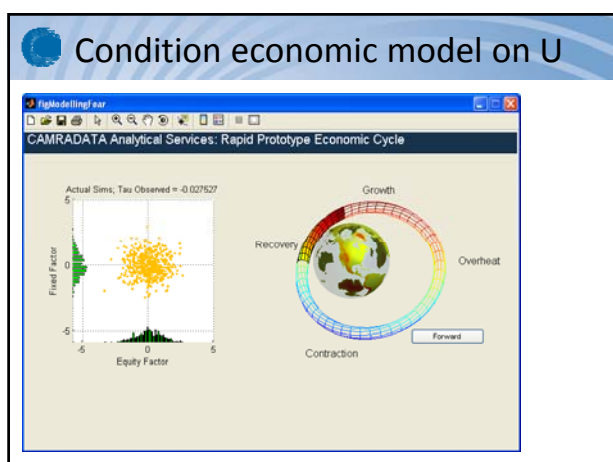 Condition economic model on U
figModellingFear
CAMRADATA Analytical Services: Rapid Prototype Economic Cycle
Actual Sims; Tau Observed = -0.027527
5
0
-5
Fixed Factor
-5 0 5
Equity Factor
Growth
Recovery
Overheat
Contraction
Forward